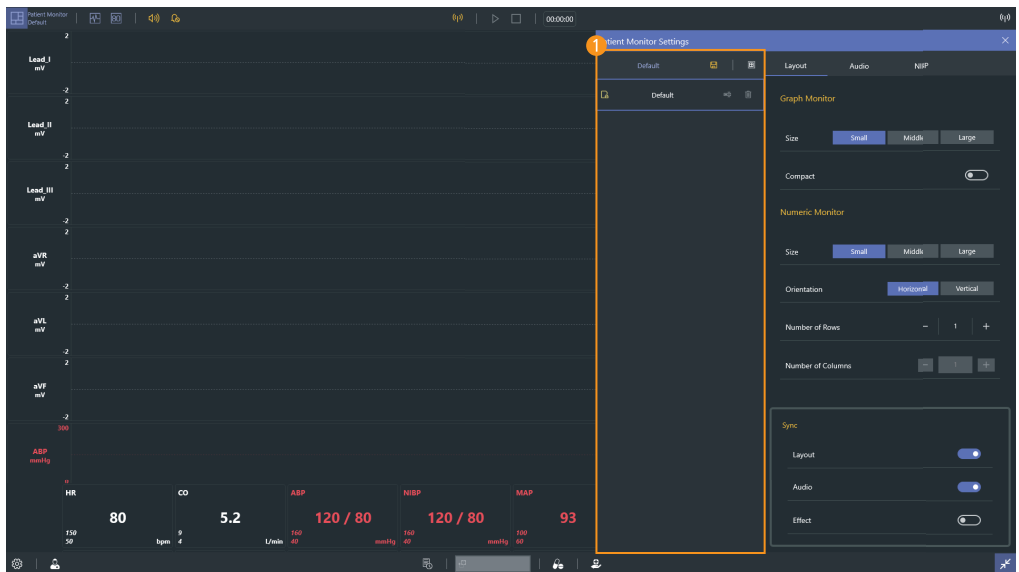 Patient Monitor
Default
80
00:00:00
1
Patient Monitor Settings
Default
Default
Layout
Audio
NIBP
Graph Monitor
Size
Small
Middle
Large
Compact
Numeric Monitor
Size
Small
Middle
Large
Orientation
Horizontal
Vertical
Number of Rows
−
1
+
Number of Columns
−
1
+
Sync
Layout
Audio
Effect
2
Lead_I
mV
-2
2
Lead_II
mV
-2
2
Lead_III
mV
-2
2
aVR
mV
-2
2
aVL
mV
-2
2
aVF
mV
-2
300
ABP
mmHg
0
HR
80
150
50
bpm
CO
5.2
9
4
L/min
ABP
120 / 80
160
40
mmHg
NIBP
120 / 80
160
40
mmHg
MAP
93
100
60